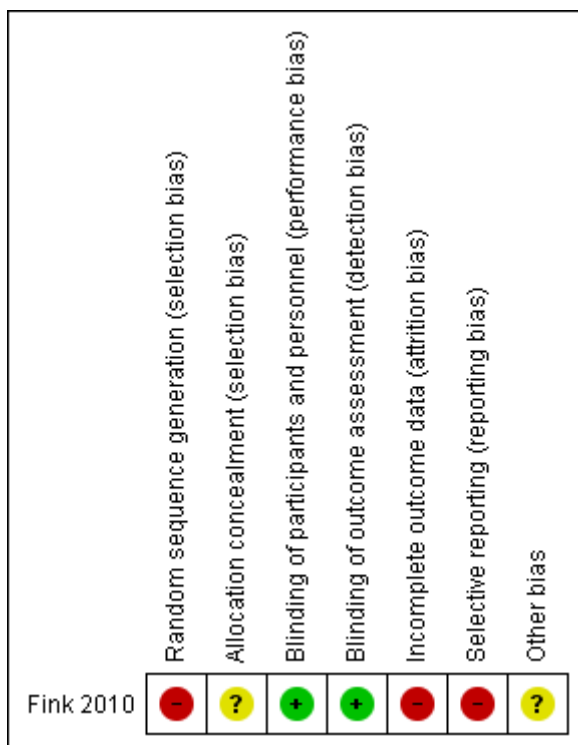 Random sequence generation (selection bias)
Allocation concealment (selection bias)
Blinding of participants and personnel (performance bias)
Blinding of outcome assessment (detection bias)
Incomplete outcome data (attrition bias)
Selective reporting (reporting bias)
Other bias
Fink 2010 - ? + + - - ?